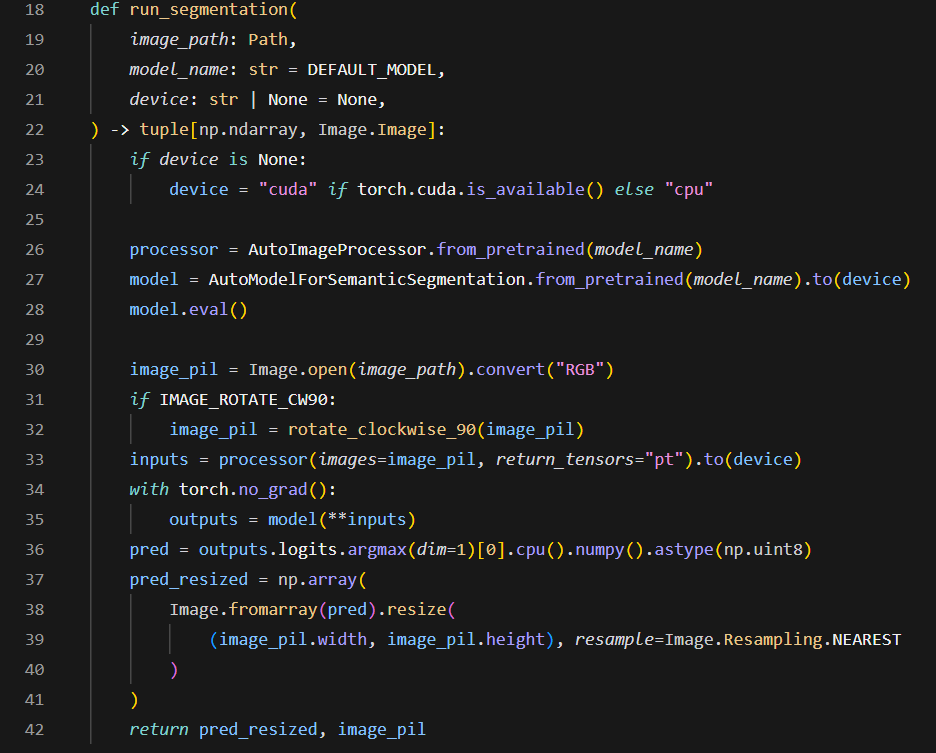 18 def run_segmentation(
19     image_path: Path,
20     model_name: str = DEFAULT_MODEL,
21     device: str | None = None,
22 ) -> tuple[np.ndarray, Image.Image]:
23     if device is None:
24         device = "cuda" if torch.cuda.is_available() else "cpu"
25
26     processor = AutoImageProcessor.from_pretrained(model_name)
27     model = AutoModelForSemanticSegmentation.from_pretrained(model_name).to(device)
28     model.eval()
29
30     image_pil = Image.open(image_path).convert("RGB")
31     if IMAGE_ROTATE_CW90:
32         image_pil = rotate_clockwise_90(image_pil)
33     inputs = processor(images=image_pil, return_tensors="pt").to(device)
34     with torch.no_grad():
35         outputs = model(**inputs)
36     pred = outputs.logits.argmax(dim=1)[0].cpu().numpy().astype(np.uint8)
37     pred_resized = np.array(
38         Image.fromarray(pred).resize(
39             (image_pil.width, image_pil.height), resample=Image.Resampling.NEAREST
40         )
41     )
42     return pred_resized, image_pil